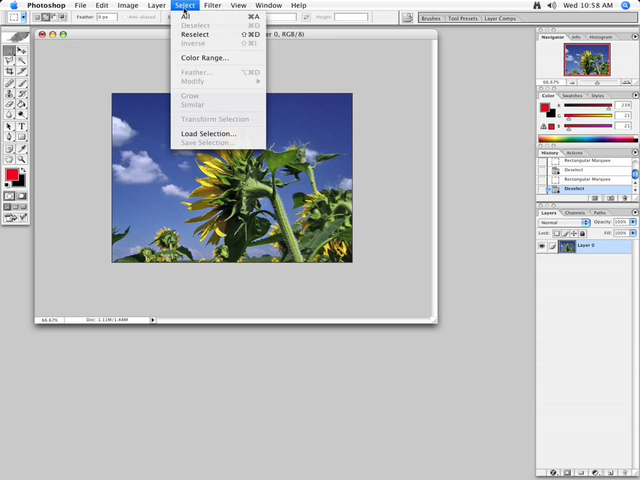 Photoshop File Edit Image Layer Select Filter View Window Help Wed 10:58 AM
Feather: 0 px Anti-aliased Height: Brushes Tool Presets Layer Comps
All ⌘A
Deselect ⌘D
Reselect ⇧⌘D
Inverse ⇧⌘I
Color Range...
Feather... ⌥⌘D
Modify
Grow
Similar
Transform Selection
Load Selection...
Save Selection...
0, RGB/8)
66.67% Doc: 1.11M/1.48M
Navigator Info Histogram
66.67%
Color Swatches Styles
R 239
G 21
B 21
History Actions
Rectangular Marquee
Deselect
Rectangular Marquee
Deselect
Layers Channels Paths
Normal Opacity: 100%
Lock: Fill: 100%
Layer 0